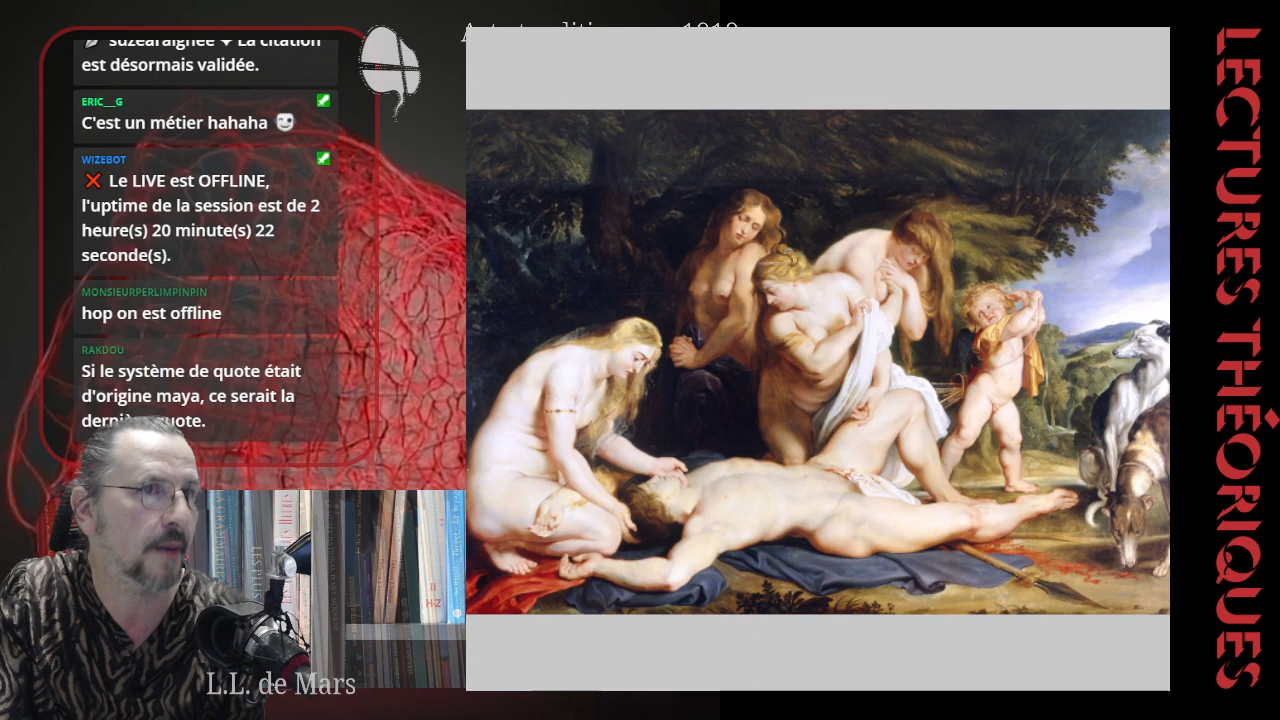 suzearaignee ✦ La citation
est désormais validée.
ERIC__G
C'est un métier hahaha
WIZEBOT
❌ Le LIVE est OFFLINE,
l'uptime de la session est de 2
heure(s) 20 minute(s) 22
seconde(s).
MONSIEURPERLIMPINPIN
hop on est offline
RAKDOU
Si le système de quote était
d'origine maya, ce serait la
dernière quote.
L.L. de Mars
LECTURES THÉORIQUES
H-Z